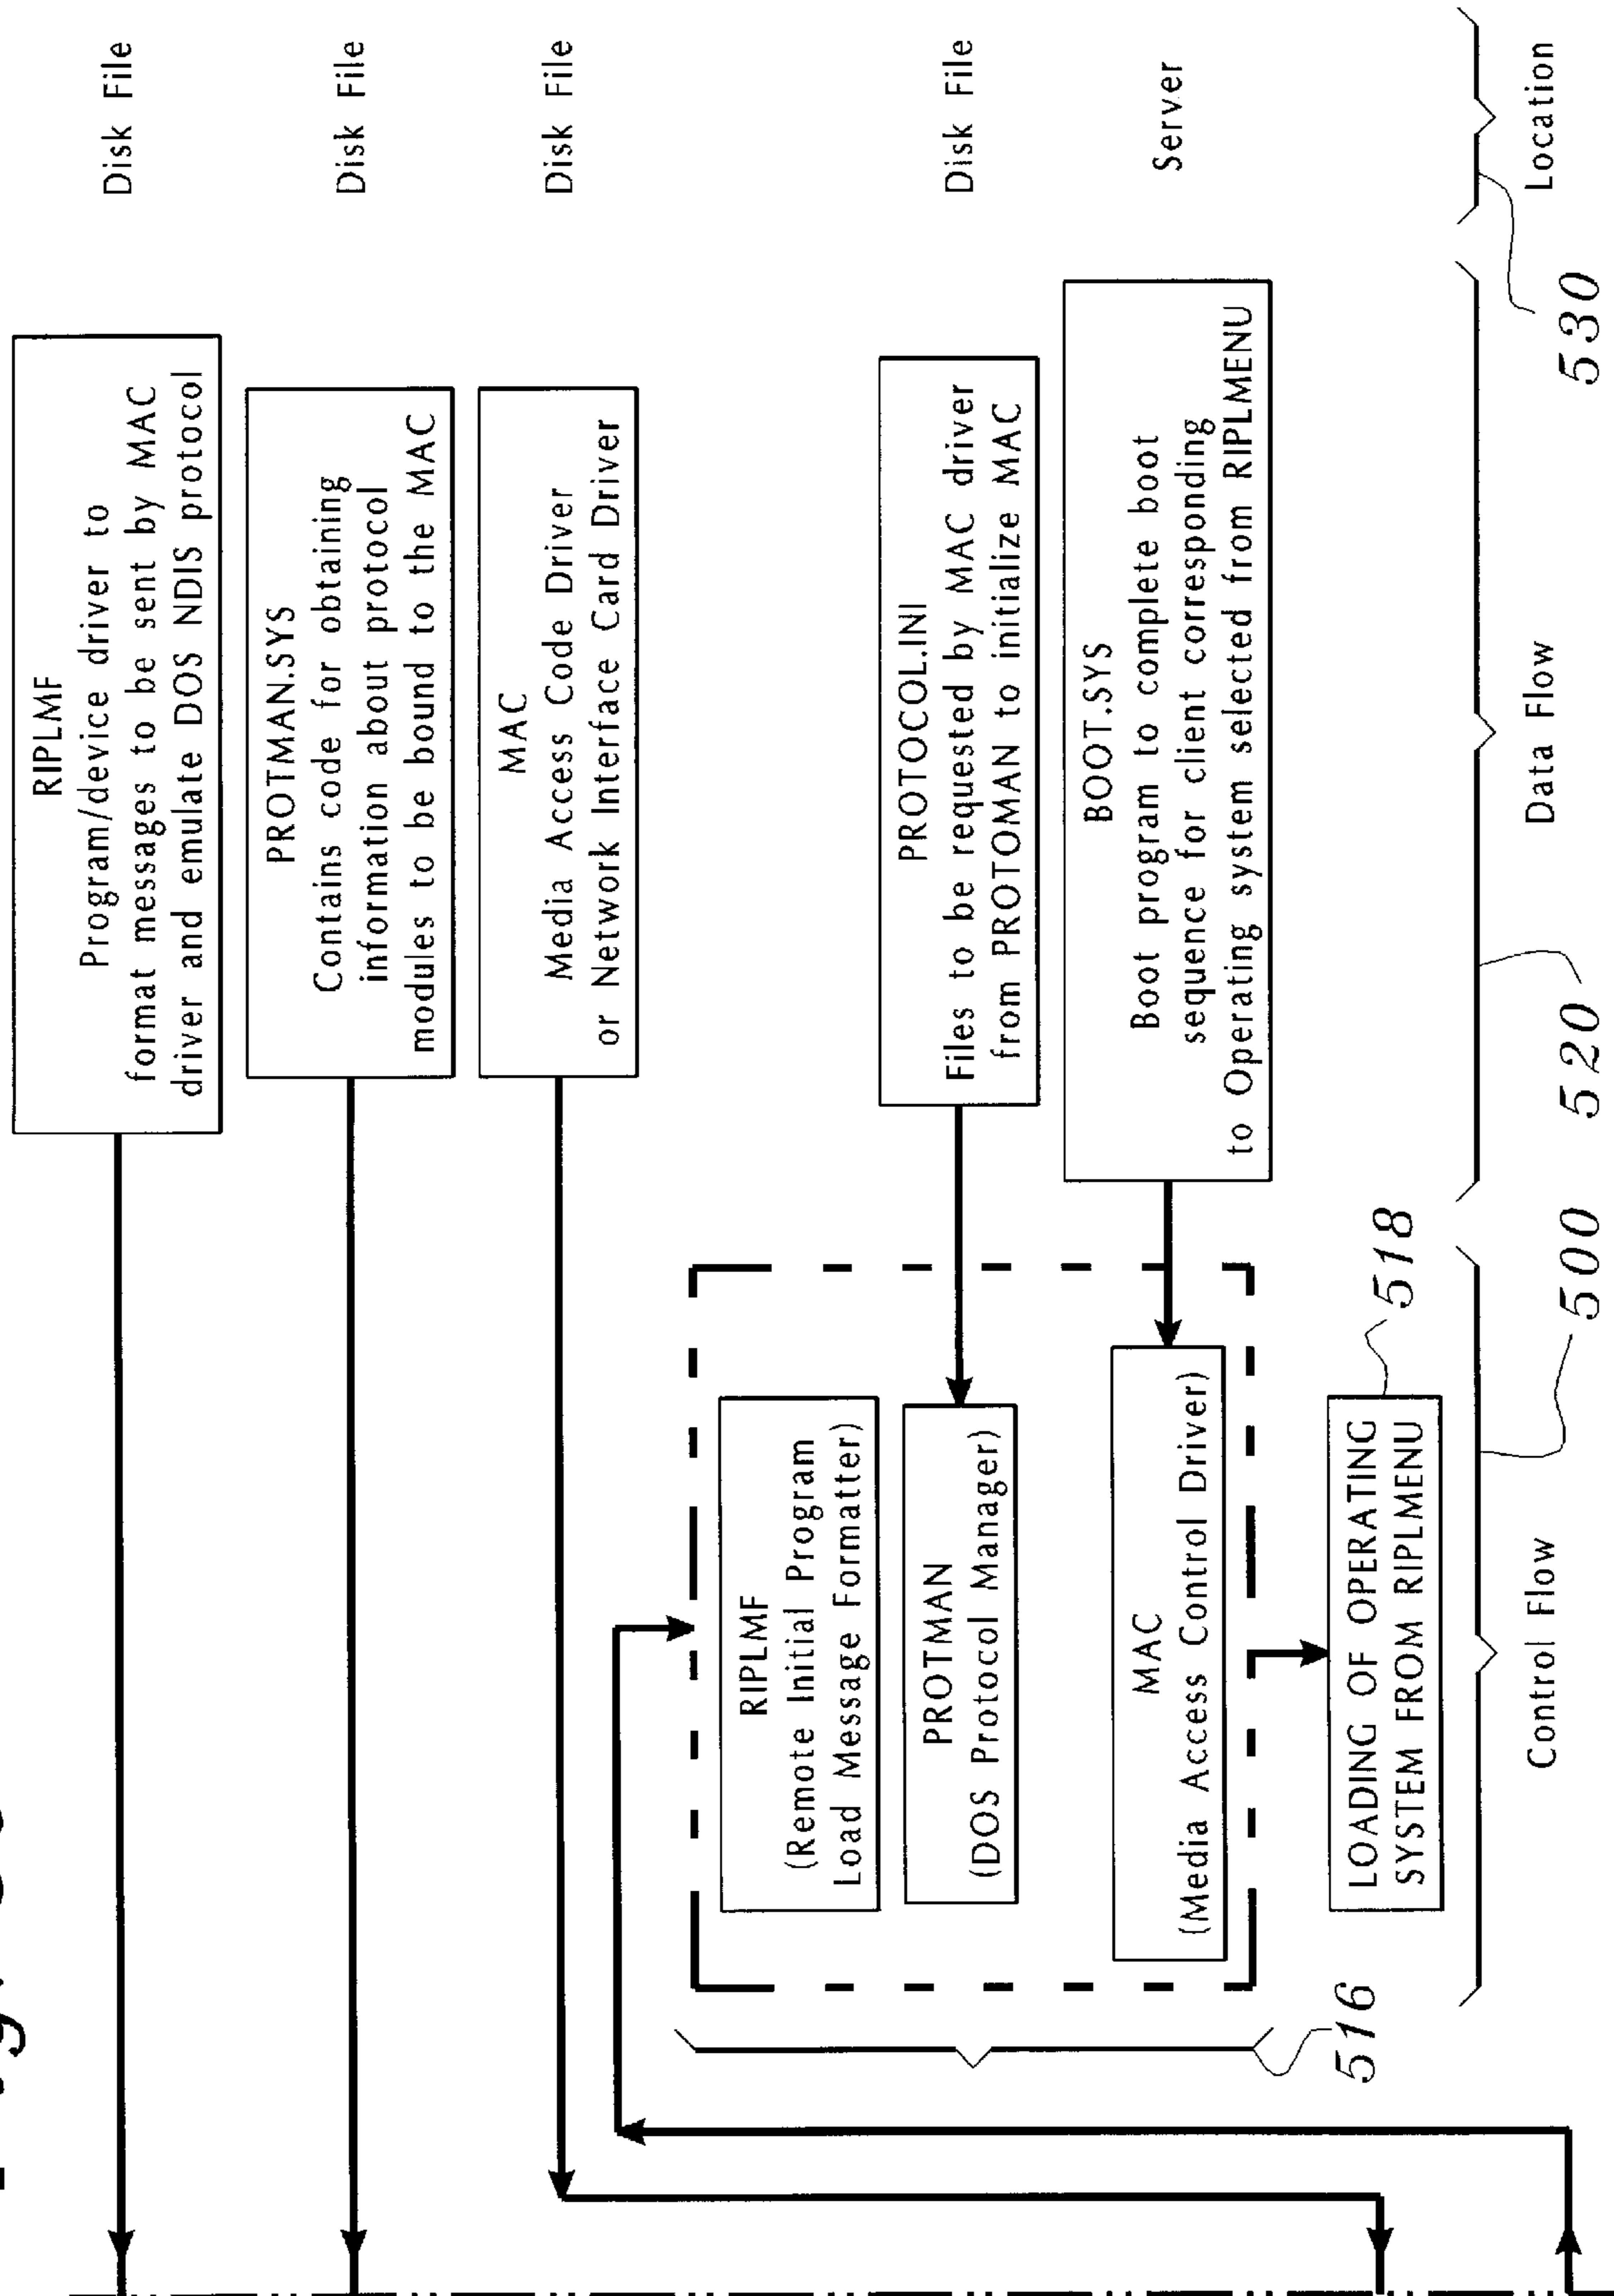 RIPLMF
Program/device driver to
format messages to be sent by MAC
driver and emulate DOS NDIS protocol
Disk File
PROTMAN.SYS
Contains code for obtaining
information about protocol
modules to be bound to the MAC
Disk File
MAC
Media Access Code Driver
or Network Interface Card Driver
Disk File
RIPLMF
(Remote Initial Program
Load Message Formatter)
PROTMAN
(DOS Protocol Manager)
PROTOCOL.INI
Files to be requested by MAC driver
from PROTOMAN to initialize MAC
Disk File
MAC
(Media Access Control Driver)
BOOT.SYS
Boot program to complete boot
sequence for client corresponding
to Operating system selected from RIPLMENU
Server
516
LOADING OF OPERATING
SYSTEM FROM RIPLMENU
518
Control Flow
Data Flow
Location
500
520
530